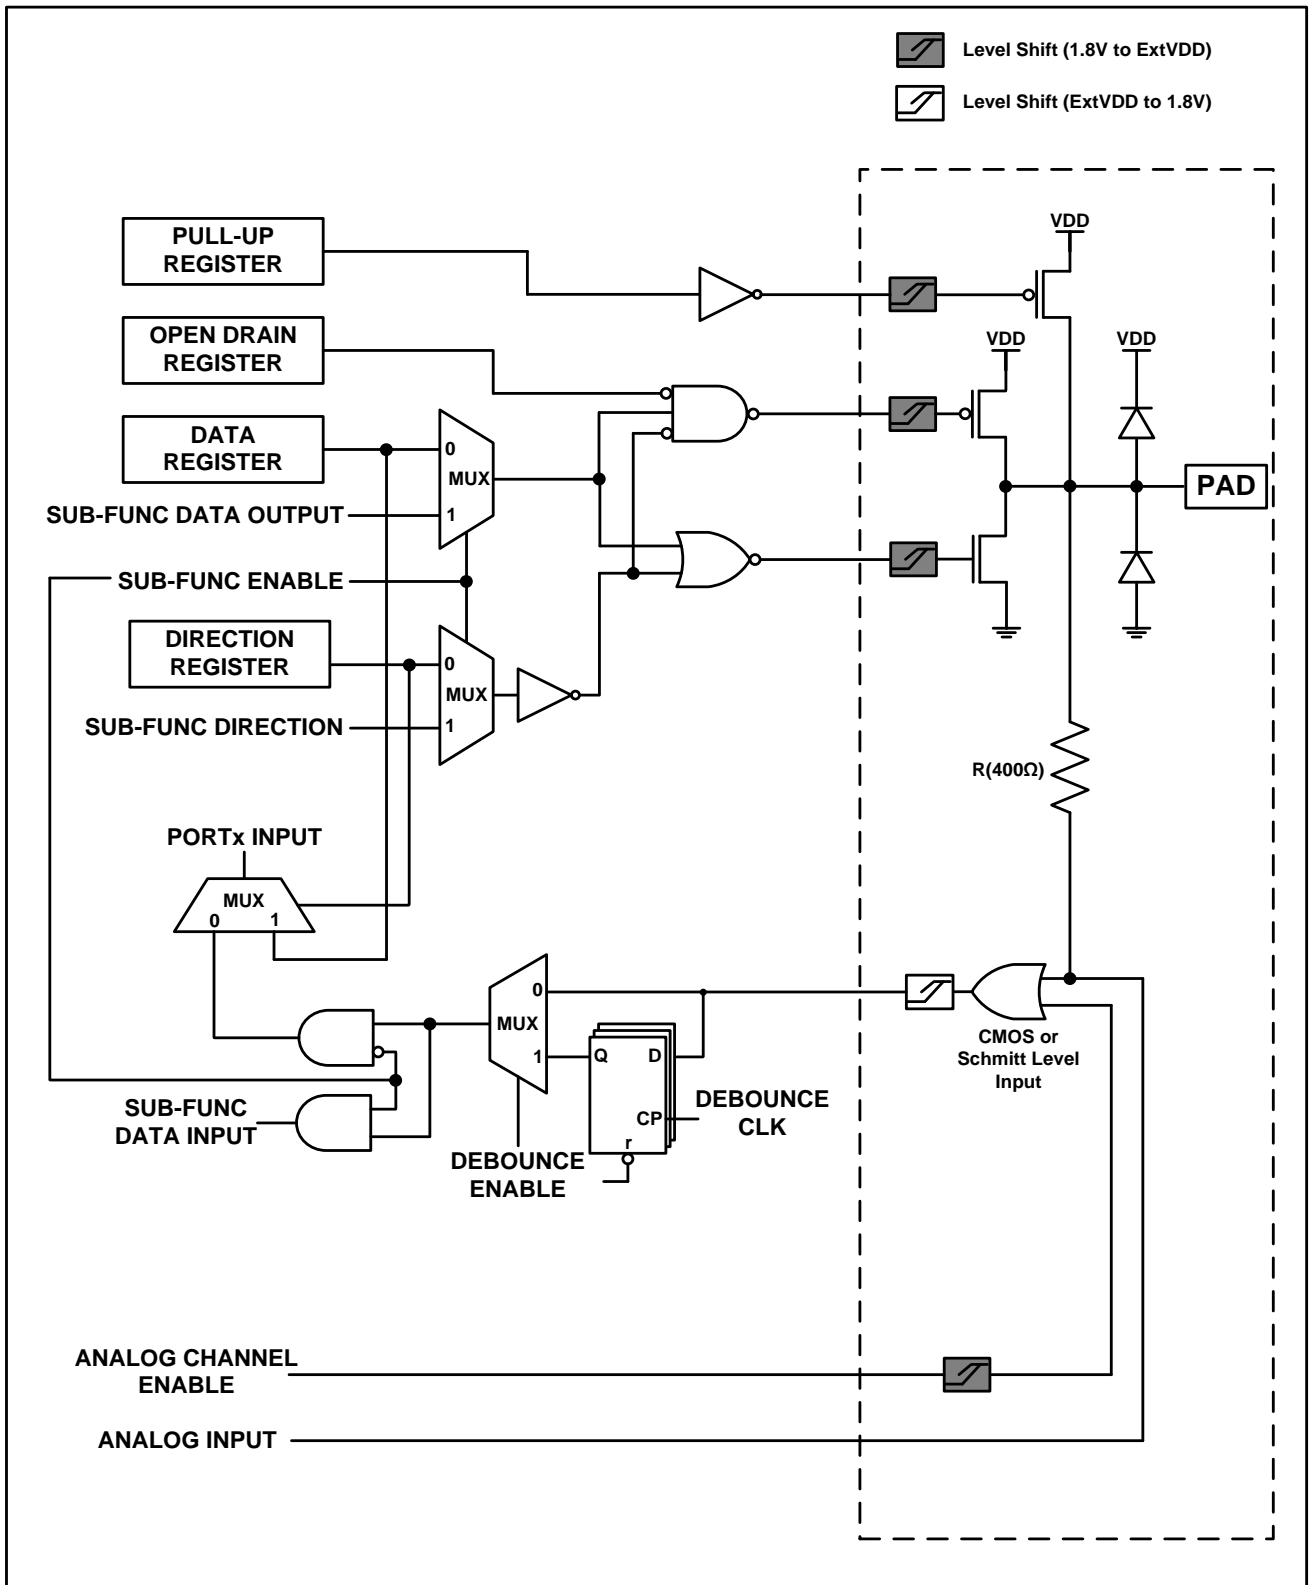 Level Shift (1.8V to ExtVDD)
Level Shift (ExtVDD to 1.8V)
VDD
PULL-UP
REGISTER
OPEN DRAIN
REGISTER
VDD
VDD
DATA
REGISTER
0
MUX
1
PAD
SUB-FUNC DATA OUTPUT
SUB-FUNC ENABLE
DIRECTION
REGISTER
0
MUX
1
SUB-FUNC DIRECTION
R(400Ω)
PORTx INPUT
MUX
0
1
0
MUX
1
Q
D
CP
r
CMOS or
Schmitt Level
Input
DEBOUNCE
CLK
SUB-FUNC
DATA INPUT
DEBOUNCE
ENABLE
ANALOG CHANNEL
ENABLE
ANALOG INPUT